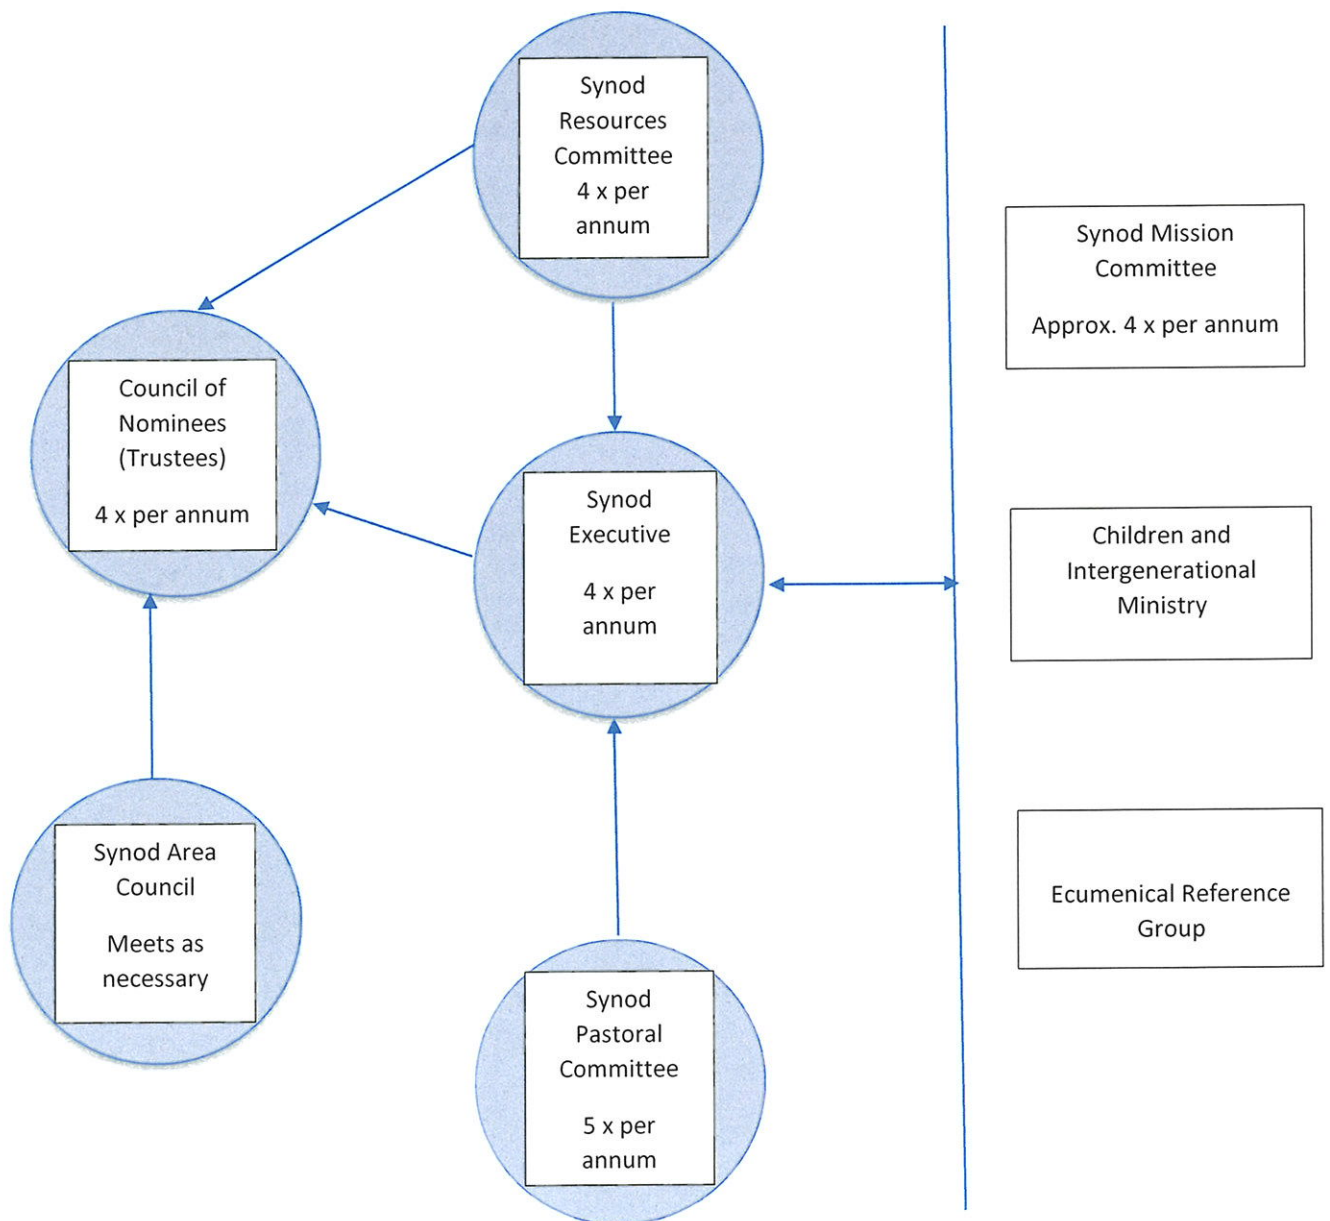 Synod
Resources
Committee
4 x per
annum
Synod Mission
Committee
Approx. 4 x per annum
Council of
Nominees
(Trustees)
4 x per annum
Synod
Executive
4 x per
annum
Children and
Intergenerational
Ministry
Synod Area
Council
Meets as
necessary
Ecumenical Reference
Group
Synod
Pastoral
Committee
5 x per
annum